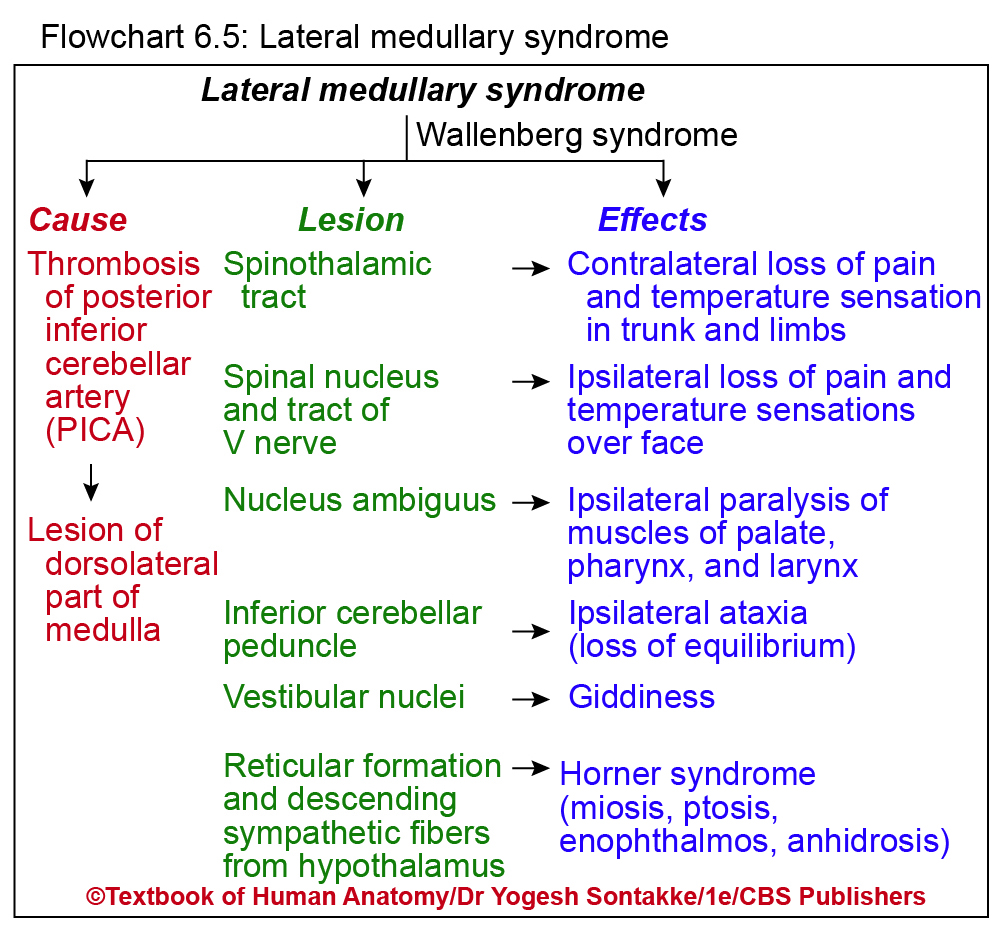 Flowchart 6.5: Lateral medullary syndrome
Lateral medullary syndrome
Wallenberg syndrome
Cause
Thrombosis
of posterior
inferior
cerebellar
artery
(PICA)
Lesion of
dorsolateral
part of
medulla
Lesion
Spinothalamic
tract
Spinal nucleus
and tract of
V nerve
Nucleus ambiguus
Inferior cerebellar
peduncle
Vestibular nuclei
Reticular formation
and descending
sympathetic fibers
from hypothalamus
Effects
Contralateral loss of pain
and temperature sensation
in trunk and limbs
Ipsilateral loss of pain and
temperature sensations
over face
Ipsilateral paralysis of
muscles of palate,
pharynx, and larynx
Ipsilateral ataxia
(loss of equilibrium)
Giddiness
Horner syndrome
(miosis, ptosis,
enophthalmos, anhidrosis)
©Textbook of Human Anatomy/Dr Yogesh Sontakke/1e/CBS Publishers